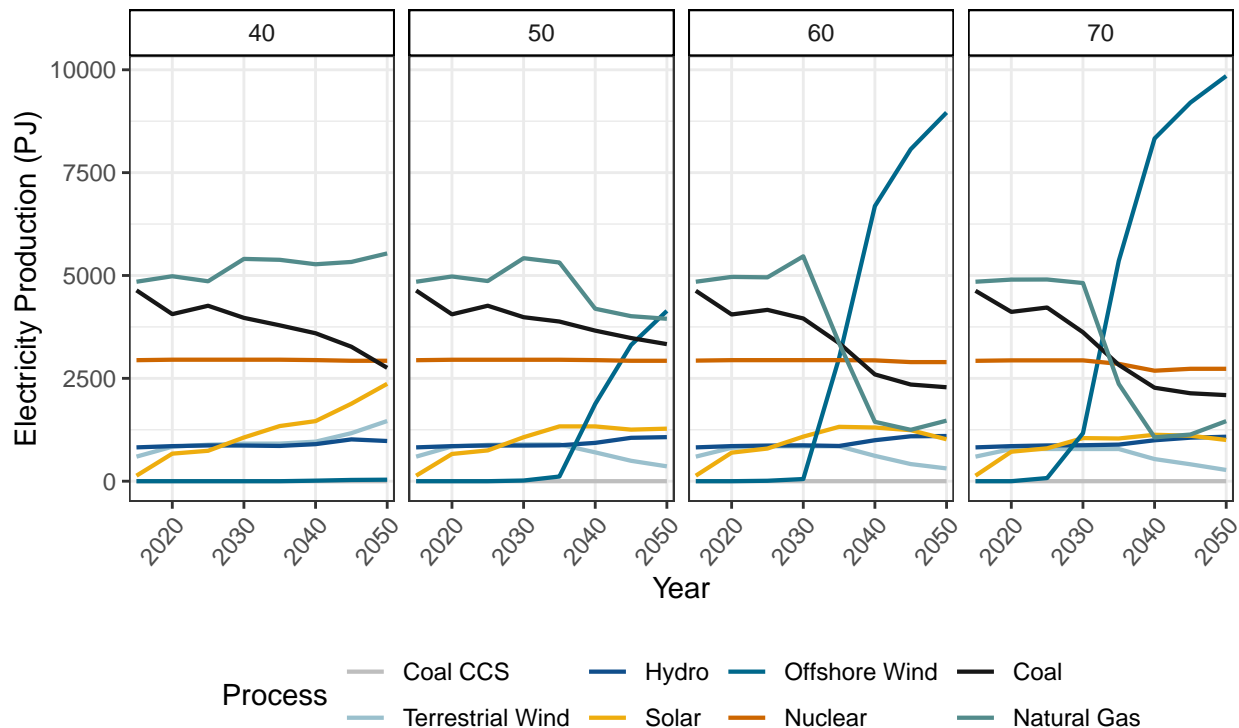 40 50 60 70
10000
7500
5000
2500
0
Electricity Production (PJ)
2020 2030 2040 2050 2020 2030 2040 2050 2020 2030 2040 2050 2020 2030 2040 2050
Year
Process
Coal CCS Hydro Offshore Wind Coal
Terrestrial Wind Solar Nuclear Natural Gas